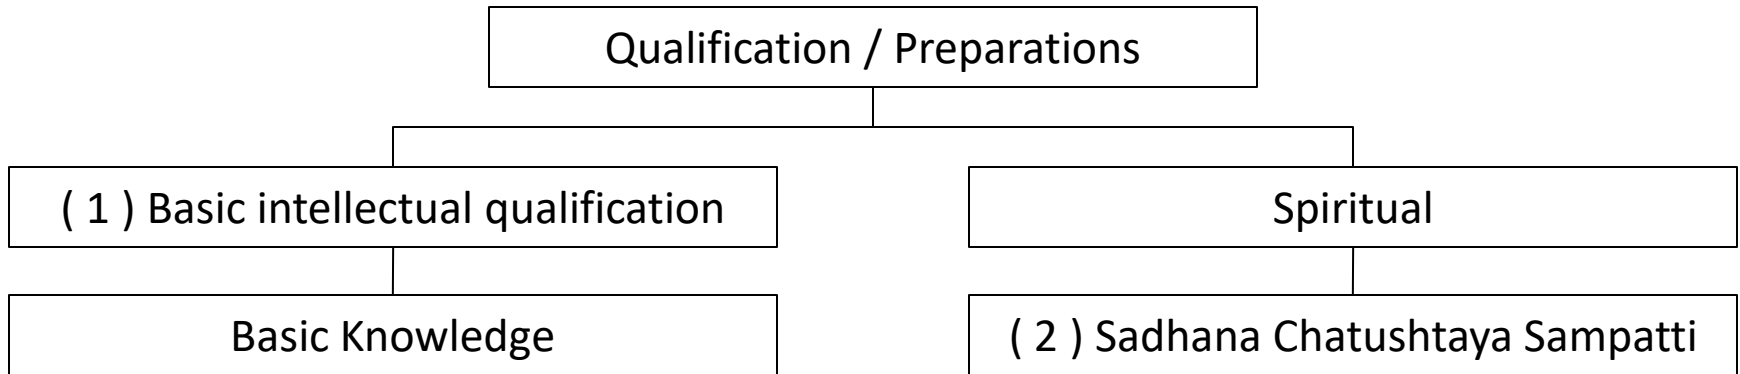 Qualification / Preparations
( 1 ) Basic intellectual qualification
Spiritual
Basic Knowledge
( 2 ) Sadhana Chatushtaya Sampatti